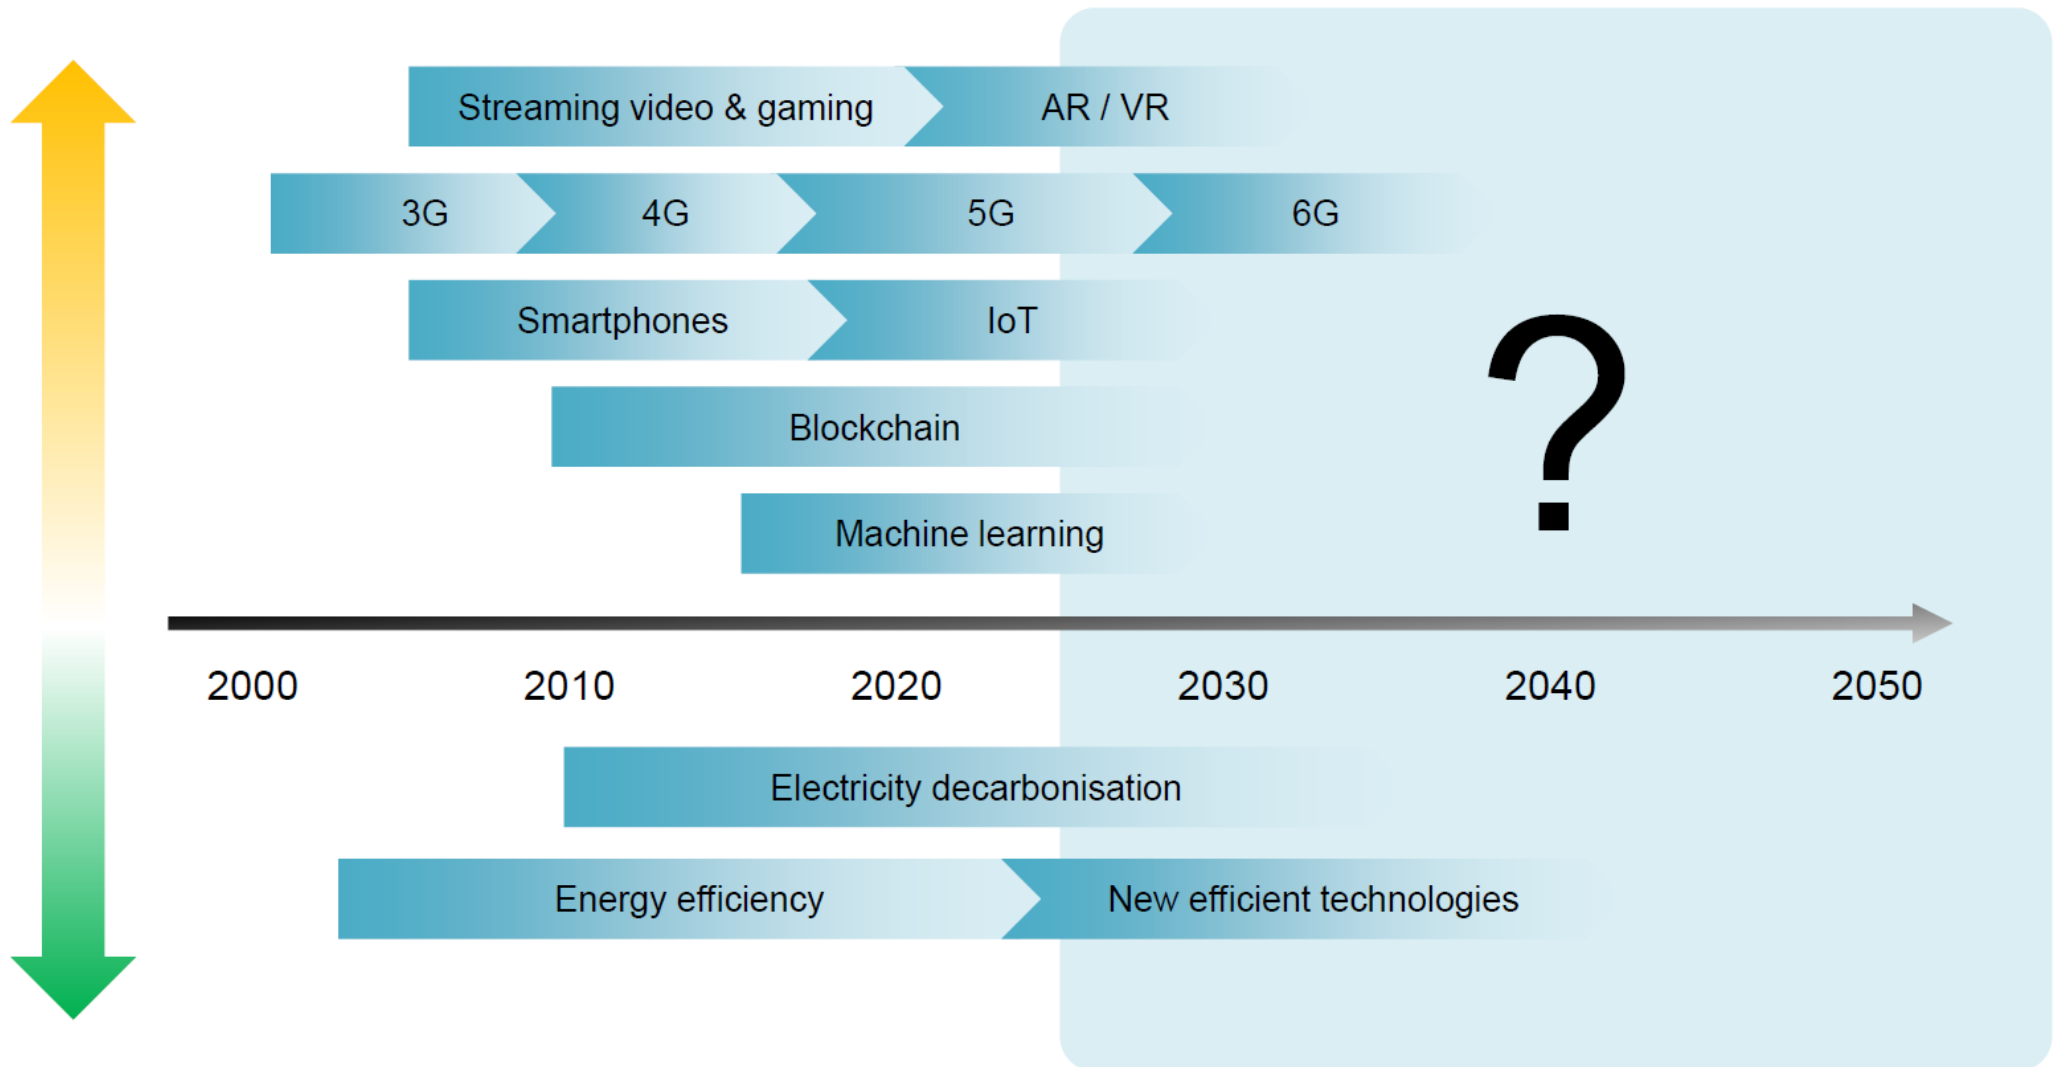 Streaming video & gaming
AR / VR
3G
4G
5G
6G
Smartphones
IoT
Blockchain
Machine learning
?
2000
2010
2020
2030
2040
2050
Electricity decarbonisation
Energy efficiency
New efficient technologies